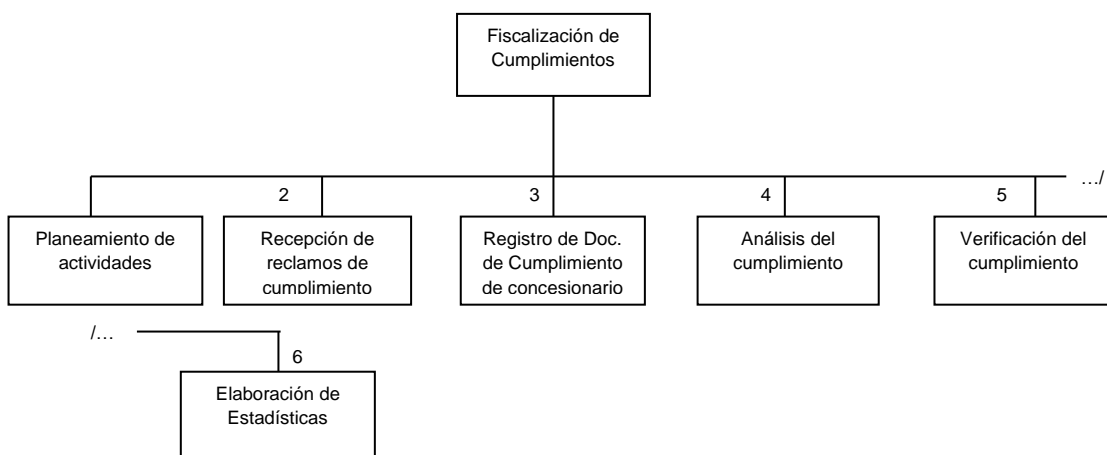 Fiscalización de
Cumplimientos
…/
2
3
4
5
Planeamiento de
actividades
Recepción de
reclamos de
cumplimiento
Registro de Doc.
de Cumplimiento
de concesionario
Análisis del
cumplimiento
Verificación del
cumplimiento
/…
6
Elaboración de
Estadísticas